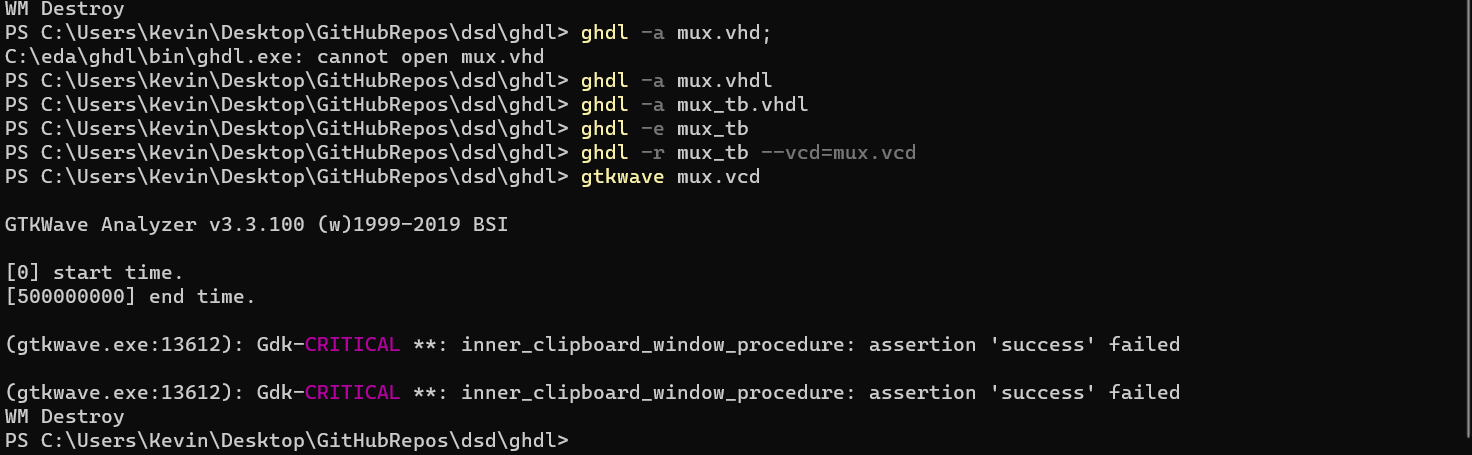 WM Destroy
PS C:\Users\Kevin\Desktop\GitHubRepos\dsd\ghdl> ghdl -a mux.vhd;
C:\eda\ghdl\bin\ghdl.exe: cannot open mux.vhd
PS C:\Users\Kevin\Desktop\GitHubRepos\dsd\ghdl> ghdl -a mux.vhdl
PS C:\Users\Kevin\Desktop\GitHubRepos\dsd\ghdl> ghdl -a mux_tb.vhdl
PS C:\Users\Kevin\Desktop\GitHubRepos\dsd\ghdl> ghdl -e mux_tb
PS C:\Users\Kevin\Desktop\GitHubRepos\dsd\ghdl> ghdl -r mux_tb --vcd=mux.vcd
PS C:\Users\Kevin\Desktop\GitHubRepos\dsd\ghdl> gtkwave mux.vcd
GTKWave Analyzer v3.3.100 (w)1999-2019 BSI
[0] start time.
[500000000] end time.
(gtkwave.exe:13612): Gdk-CRITICAL **: inner_clipboard_window_procedure: assertion 'success' failed
(gtkwave.exe:13612): Gdk-CRITICAL **: inner_clipboard_window_procedure: assertion 'success' failed
WM Destroy
PS C:\Users\Kevin\Desktop\GitHubRepos\dsd\ghdl>